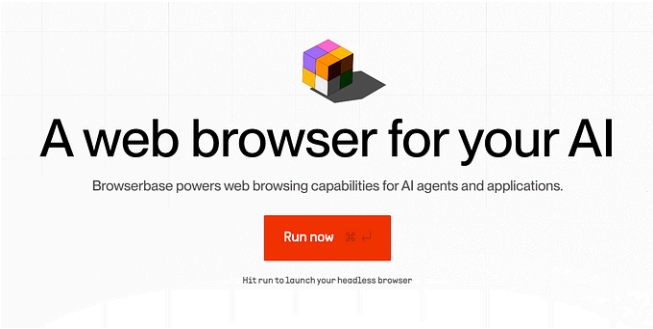 A web browser for your AI
Browserbase powers web browsing capabilities for AI agents and applications.
Run now ⌘ ↵
Hit run to launch your headless browser